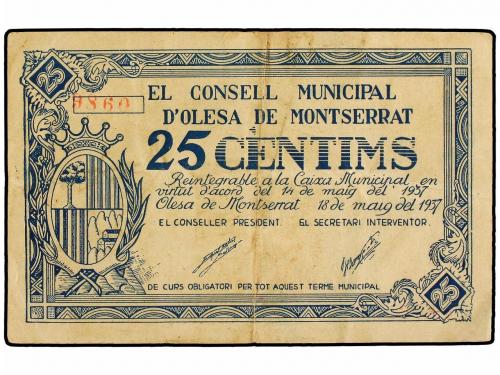 25
9860
EL CONSELL MUNICIPAL
D'OLESA DE MONTSERRAT
25 CÈNTIMS
Reintegrable a la Caixa Municipal en
virtut d'acord del 14 de maig del 1937
Olesa de Montserrat 18 de maig del 1937
EL CONSELLER PRESIDENT. EL SECRETARI INTERVENTOR.
DE CURS OBLIGATORI PER TOT AQUEST TERME MUNICIPAL
25